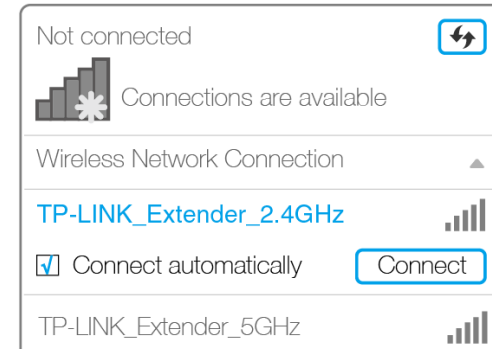 Not connected
Connections are available
Wireless Network Connection
TP-LINK_Extender_2.4GHz
Connect automatically Connect
TP-LINK_Extender_5GHz